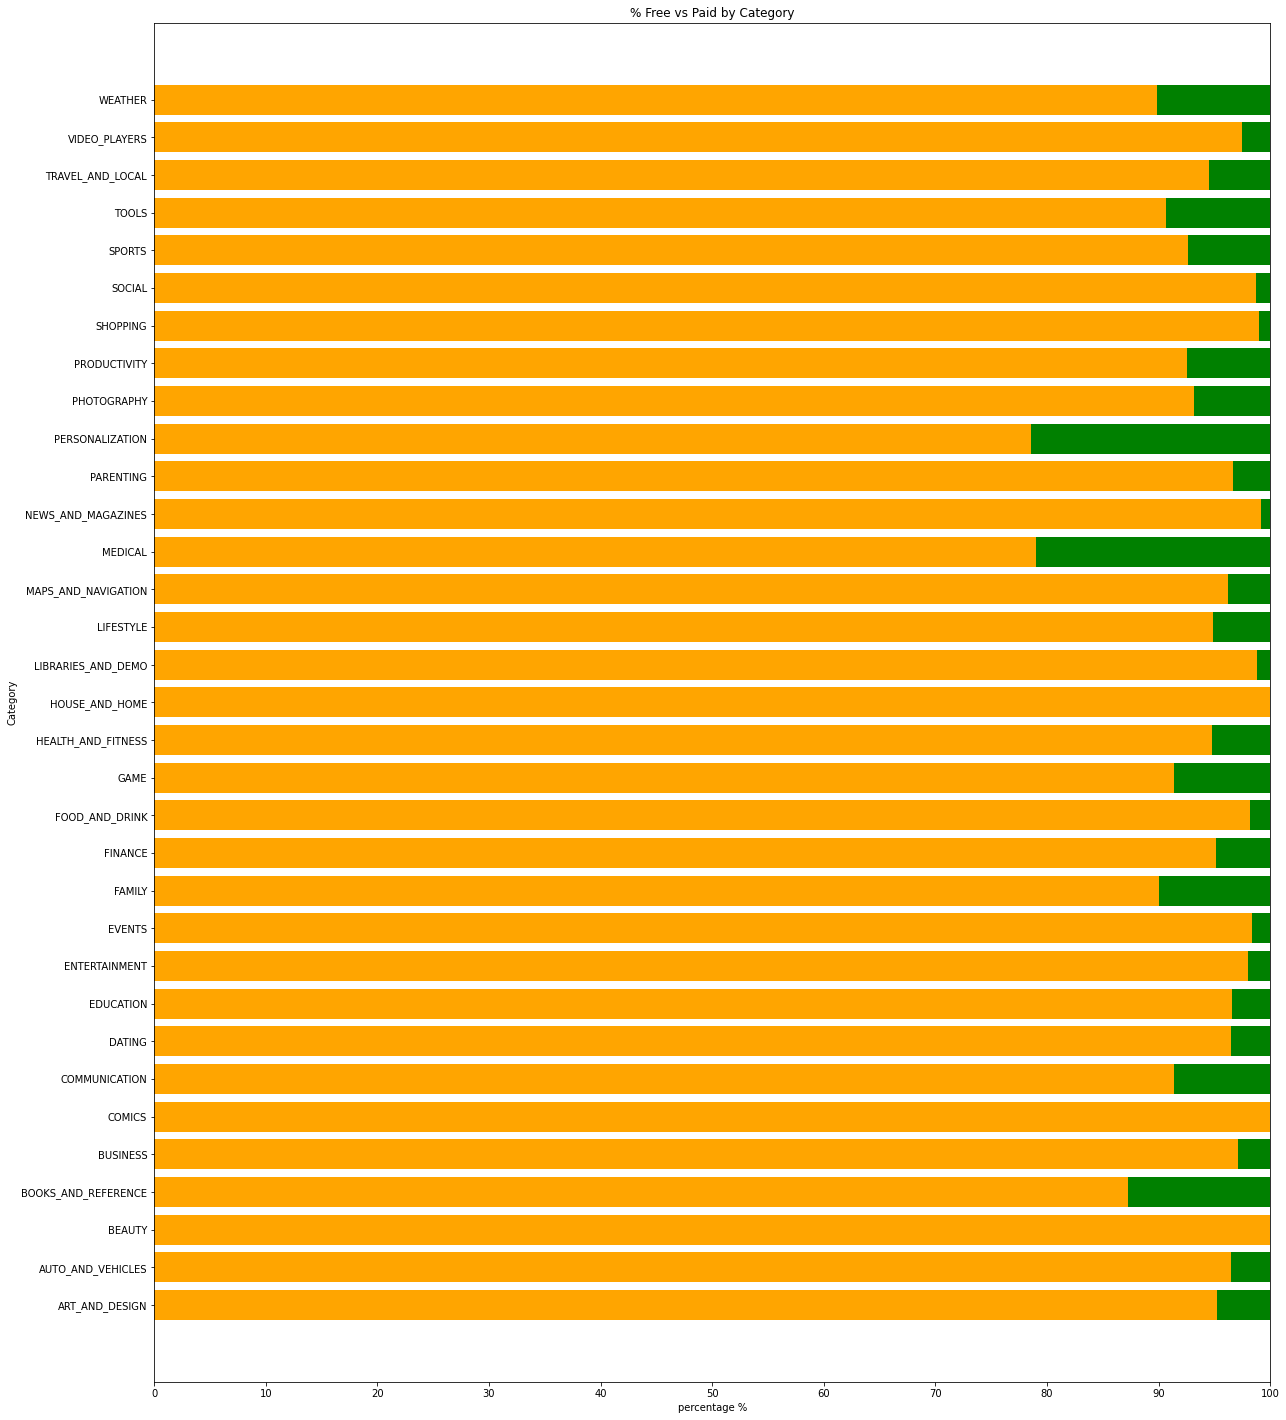 % Free vs Paid by Category
WEATHER
VIDEO_PLAYERS
TRAVEL_AND_LOCAL
TOOLS
SPORTS
SOCIAL
SHOPPING
PRODUCTIVITY
PHOTOGRAPHY
PERSONALIZATION
PARENTING
NEWS_AND_MAGAZINES
MEDICAL
MAPS_AND_NAVIGATION
LIFESTYLE
LIBRARIES_AND_DEMO
HOUSE_AND_HOME
HEALTH_AND_FITNESS
GAME
FOOD_AND_DRINK
FINANCE
FAMILY
EVENTS
ENTERTAINMENT
EDUCATION
DATING
COMMUNICATION
COMICS
BUSINESS
BOOKS_AND_REFERENCE
BEAUTY
AUTO_AND_VEHICLES
ART_AND_DESIGN
Category
0 10 20 30 40 50 60 70 80 90 100
percentage %